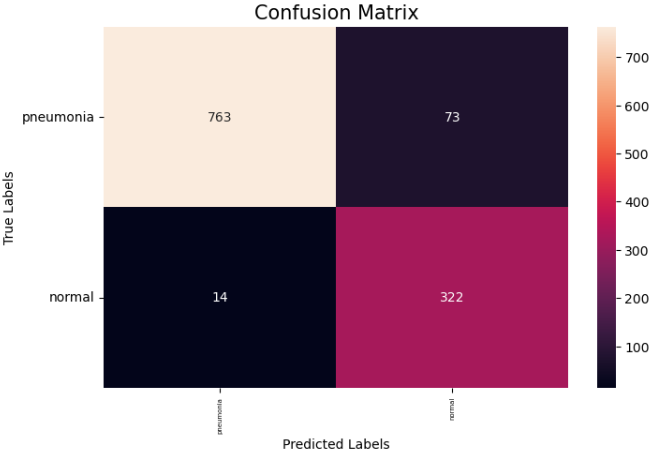 Confusion Matrix
True Labels
pneumonia
763
73
normal
14
322
pneumonia
normal
Predicted Labels
700
600
500
400
300
200
100